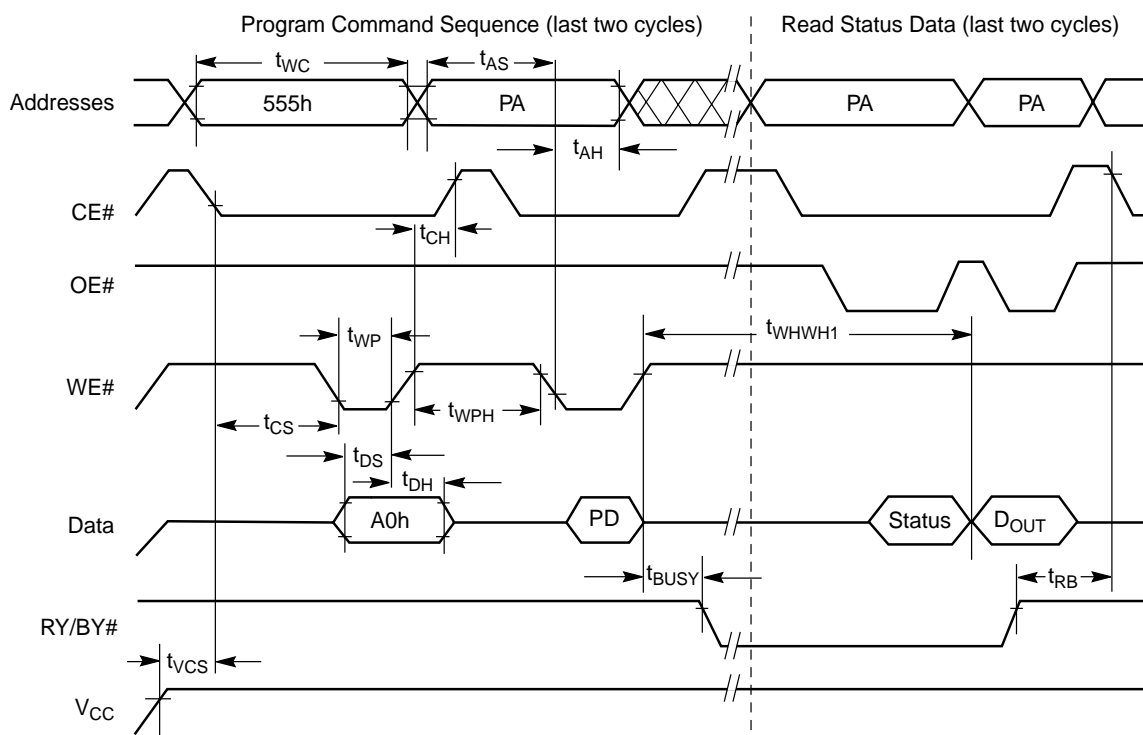 Program Command Sequence (last two cycles) Read Status Data (last two cycles)
tWC tAS
Addresses 555h PA PA PA
tAH
CE#
tCH
OE#
tWP tWHWH1
WE#
tCS tWPH
tDS
tDH
Data A0h PD Status DOUT
tBUSY tRB
RY/BY#
tVCS
VCC